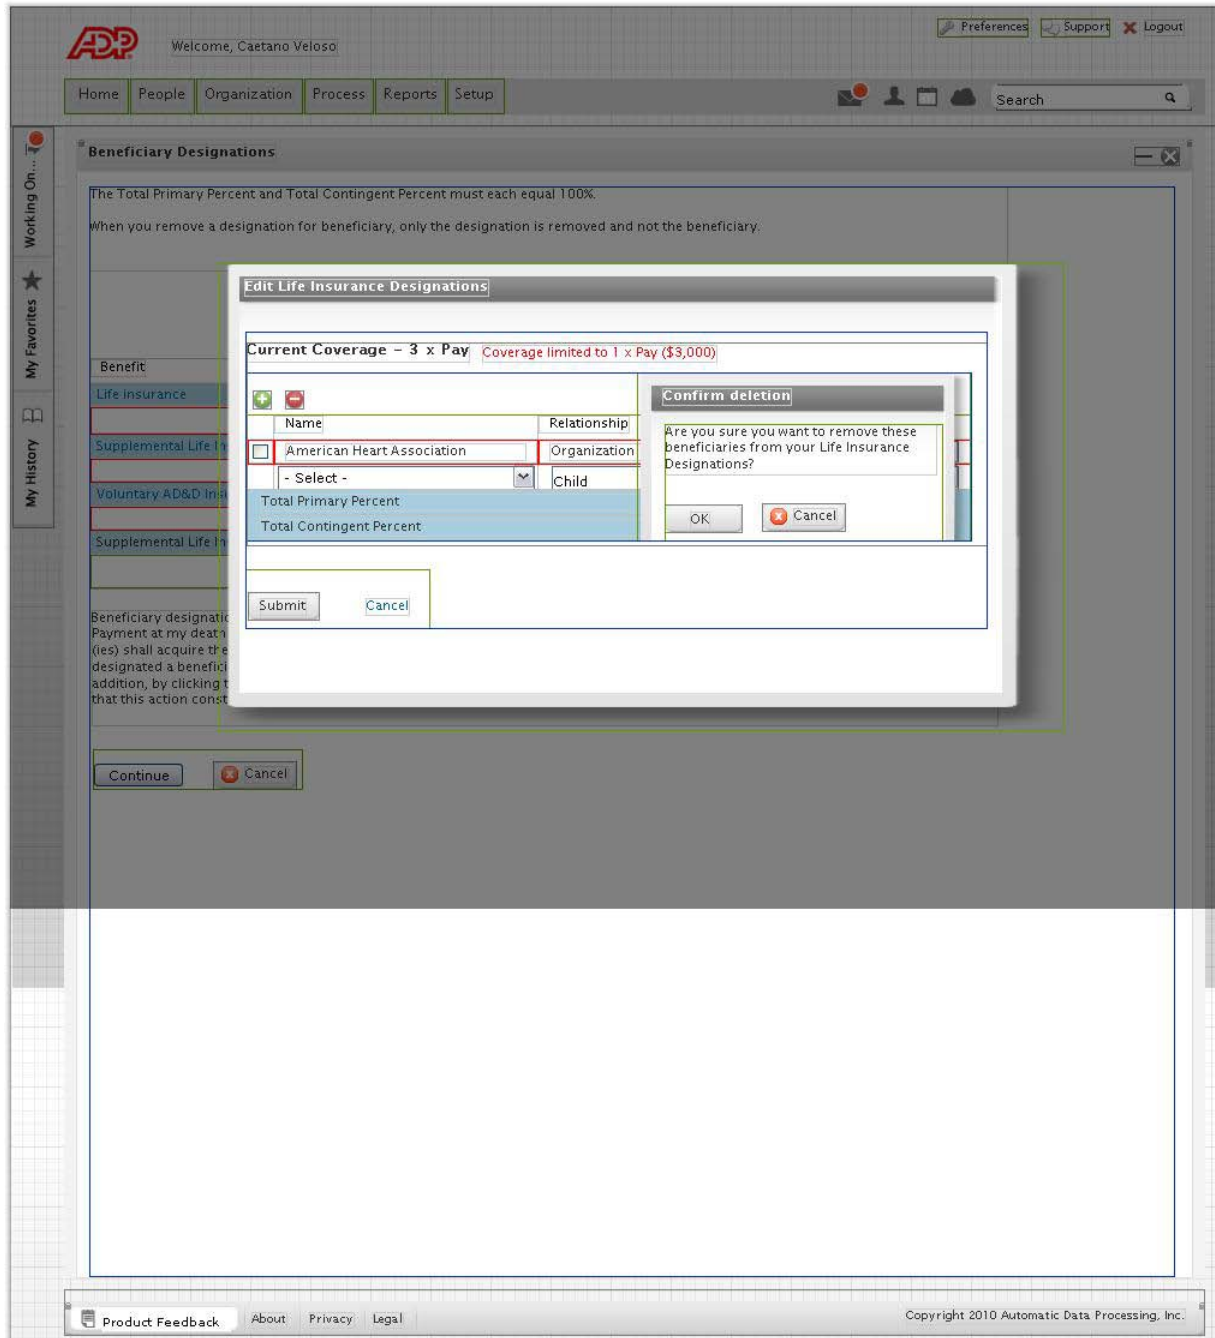 Preferences
Support
Logout
ADP
Welcome, Caetano Veloso
Home
People
Organization
Process
Reports
Setup
Search
Working On...
My Favorites
My History
Beneficiary Designations
The Total Primary Percent and Total Contingent Percent must each equal 100%.
When you remove a designation for beneficiary, only the designation is removed and not the beneficiary.
Benefit
Life Insurance
Supplemental Life
Voluntary AD&D
Supplemental Life
Beneficiary
Payment at my death
(ies) shall acquire
designated a
addition, by clicking
that this action
Continue
Cancel
Edit Life Insurance Designations
Current Coverage – 3 x Pay
Coverage limited to 1 x Pay ($3,000)
Name
Relationship
American Heart Association
Organization
- Select -
Child
Total Primary Percent
Total Contingent Percent
Confirm deletion
Are you sure you want to remove these
beneficiaries from your Life Insurance
Designations?
OK
Cancel
Submit
Cancel
Product Feedback
About
Privacy
Legal
Copyright 2010 Automatic Data Processing, Inc.